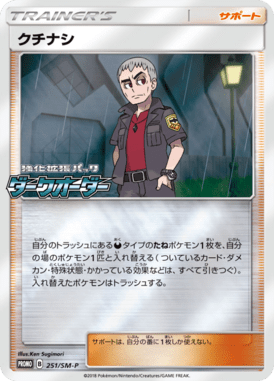 TRAINER'S
サポート
クチナシ
強化拡張パック
ダークオーダー
自分のトラッシュにあるタイプのたねポケモン1枚を、自分
の場のポケモン1匹と入れ替える（ついているカード・ダメ
カン・特殊状態・かかっている効果などは、すべて引きつぐ）。
入れ替えたポケモンはトラッシュする。
Illus.Ken Sugimori
PROMO D 251/SM-P
サポートは、自分の番に1枚しか使えない。
©2018 Pokémon/Nintendo/Creatures/GAME FREAK.